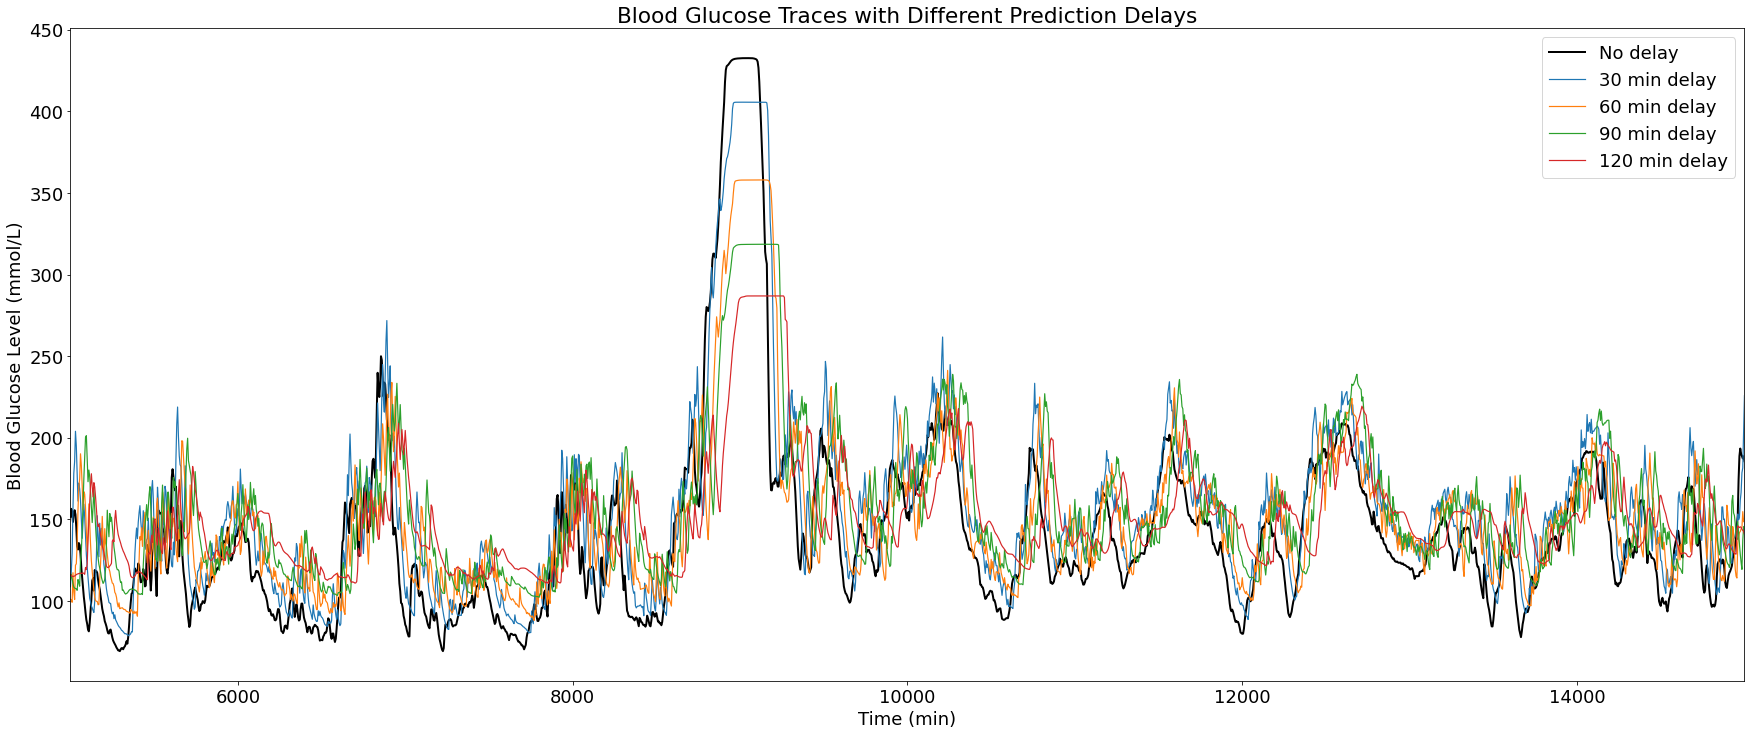 Blood Glucose Traces with Different Prediction Delays
450
400
350
300
250
200
150
100
Blood Glucose Level (mmol/L)
No delay
30 min delay
60 min delay
90 min delay
120 min delay
6000
8000
10000
12000
14000
Time (min)